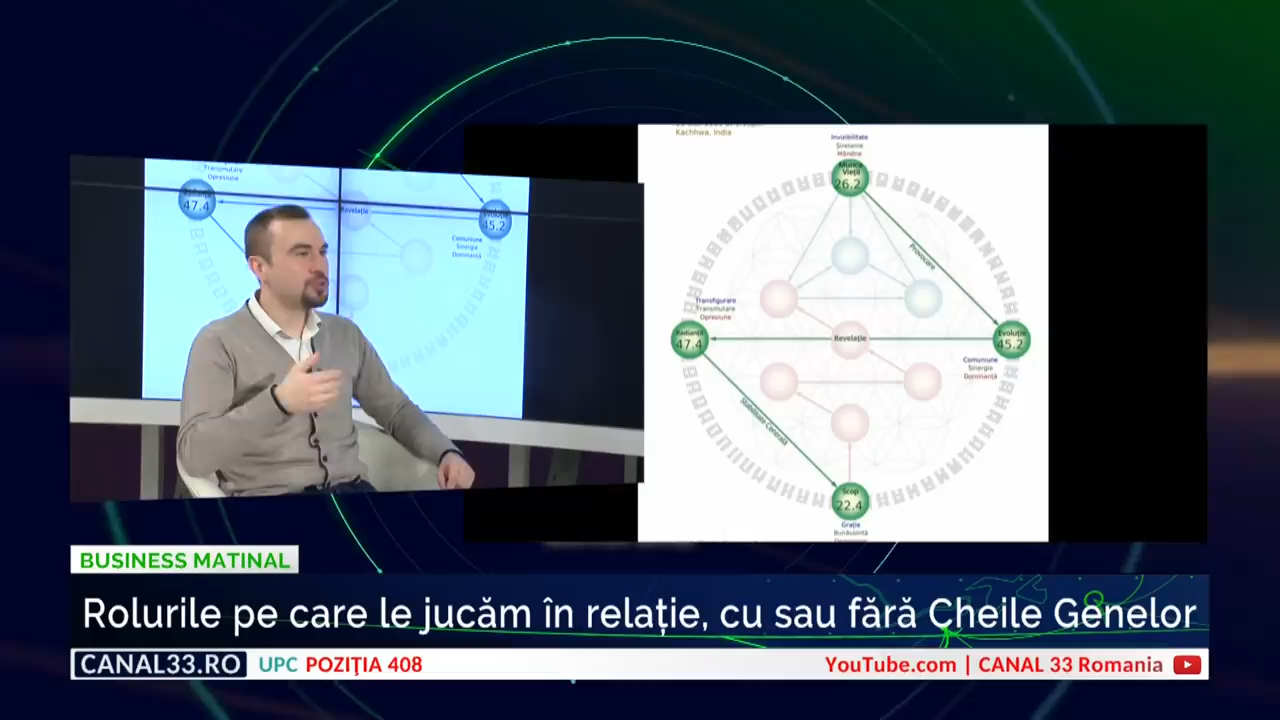 Kachhwa, India
Invizibilitate
Șiretenie
Mândrie
Munca
Vieții
26.2
Provocare
Transfigurare
Transmutare
Opresiune
Radianță
47.4
Revelație
Evoluție
45.2
Comuniune
Sinergie
Dominanță
Stabilitate Centrală
Scop
22.4
Grație
Bunăvoință
Transmutare
Opresiune
47.4
Revelație
Evoluție
45.2
Comuniune
Sinergie
Dominanță
BUSINESS MATINAL
Rolurile pe care le jucăm în relație, cu sau fără Cheile Genelor
CANAL33.RO UPC POZIŢIA 408 YouTube.com | CANAL 33 Romania